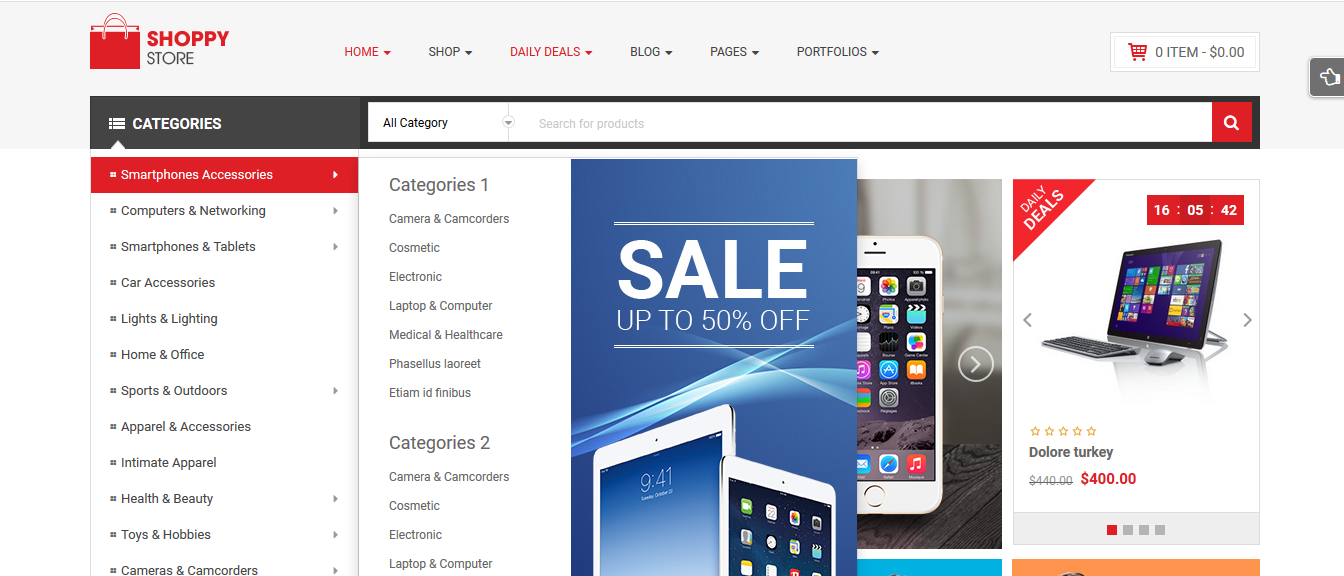 SHOPPY
STORE
HOME
SHOP
DAILY DEALS
BLOG
PAGES
PORTFOLIOS
0 ITEM - $0.00
CATEGORIES
All Category
Search for products
Smartphones Accessories
Computers & Networking
Smartphones & Tablets
Car Accessories
Lights & Lighting
Home & Office
Sports & Outdoors
Apparel & Accessories
Intimate Apparel
Health & Beauty
Toys & Hobbies
Cameras & Camcorders
Categories 1
Camera & Camcorders
Cosmetic
Electronic
Laptop & Computer
Medical & Healthcare
Phasellus laoreet
Etiam id finibus
Categories 2
Camera & Camcorders
Cosmetic
Electronic
Laptop & Computer
SALE
UP TO 50% OFF
9:41
DAILY
DEALS
16 : 05 : 42
Dolore turkey
$440.00 $400.00